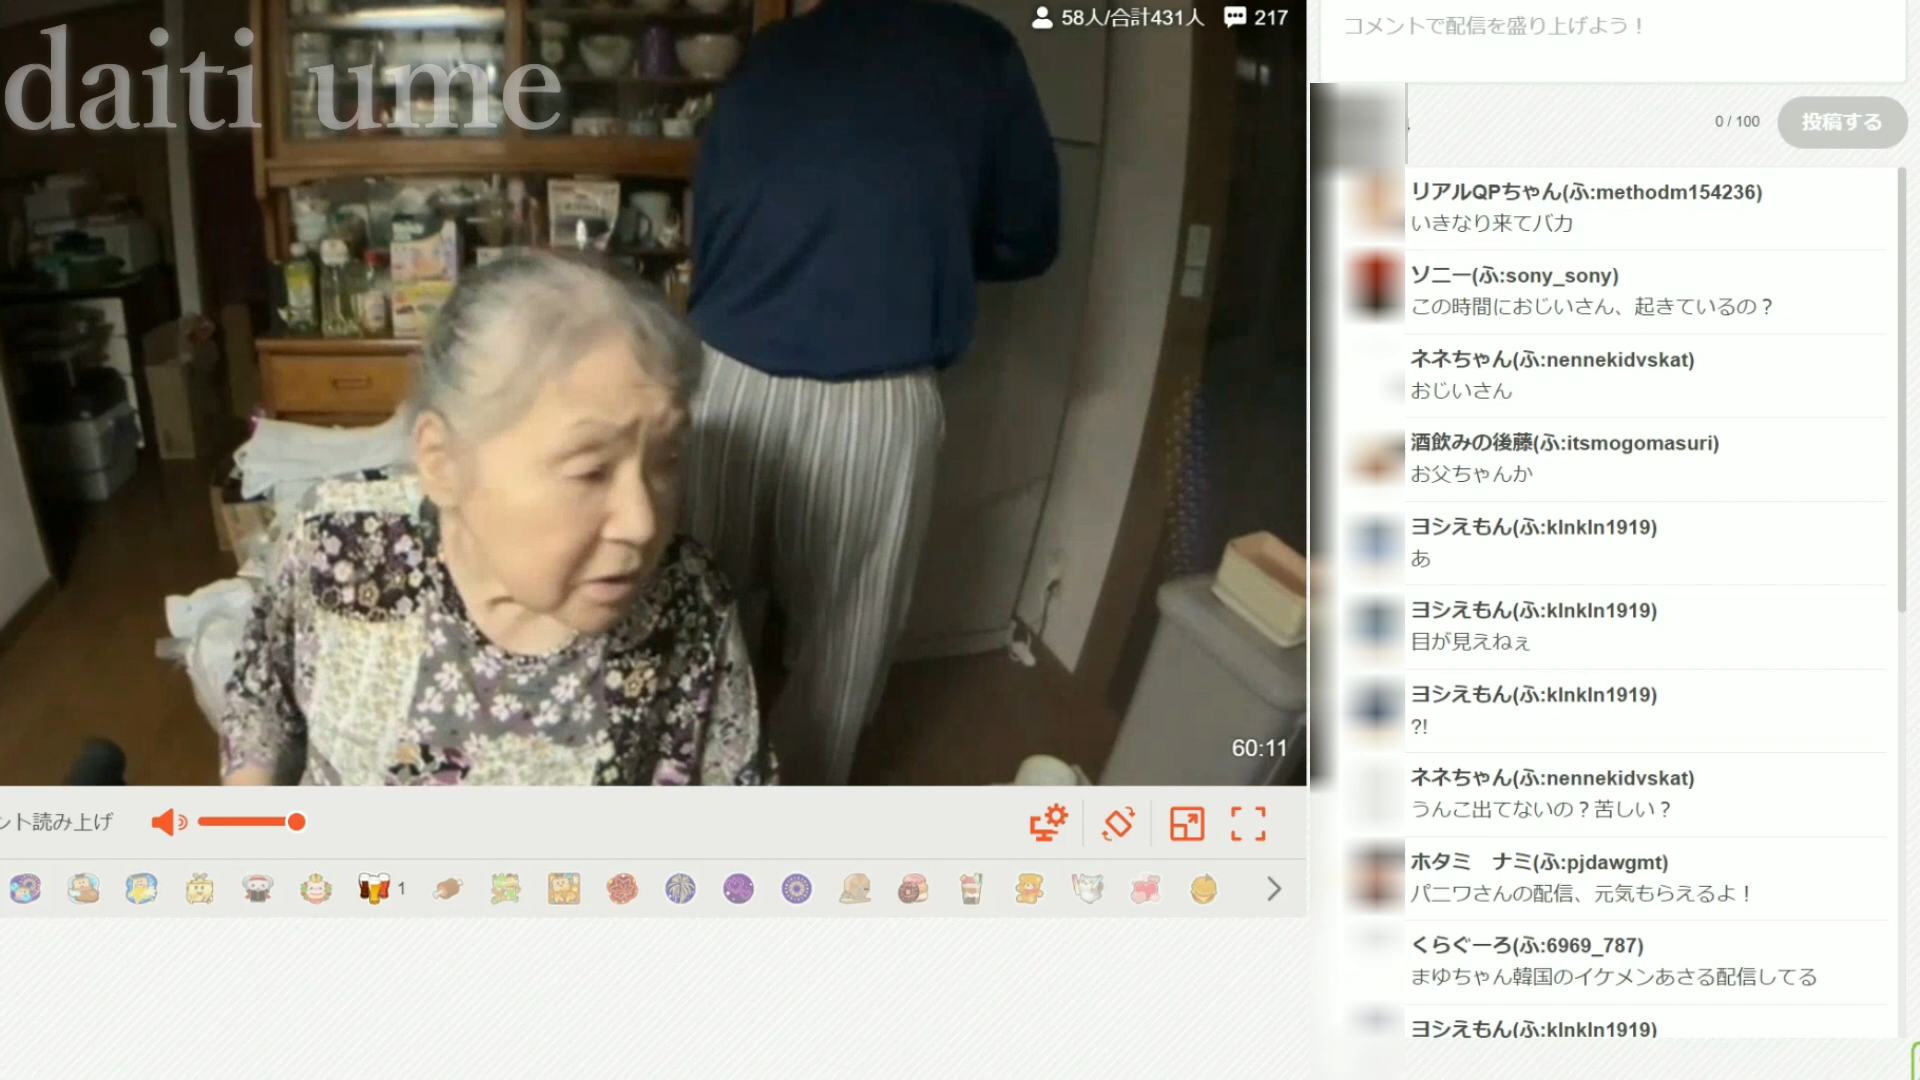 daiti ume
58人/合計431人 217
60:11
ント読み上げ
1
コメントで配信を盛り上げよう！
0 / 100
投稿する
リアルQPちゃん(ふ:methodm154236)
いきなり来てバカ
ソニー(ふ:sony_sony)
この時間におじいさん、起きているの？
ネネちゃん(ふ:nennekidvskat)
おじいさん
酒飲みの後藤(ふ:itsmogomasuri)
お父ちゃんか
ヨシえもん(ふ:klnkln1919)
あ
ヨシえもん(ふ:klnkln1919)
目が見えねぇ
ヨシえもん(ふ:klnkln1919)
?!
ネネちゃん(ふ:nennekidvskat)
うんこ出てないの？苦しい？
ホタミ　ナミ(ふ:pjdawgmt)
パニワさんの配信、元気もらえるよ！
くらぐーろ(ふ:6969_787)
まゆちゃん韓国のイケメンあさる配信してる
ヨシえもん(ふ:klnkln1919)